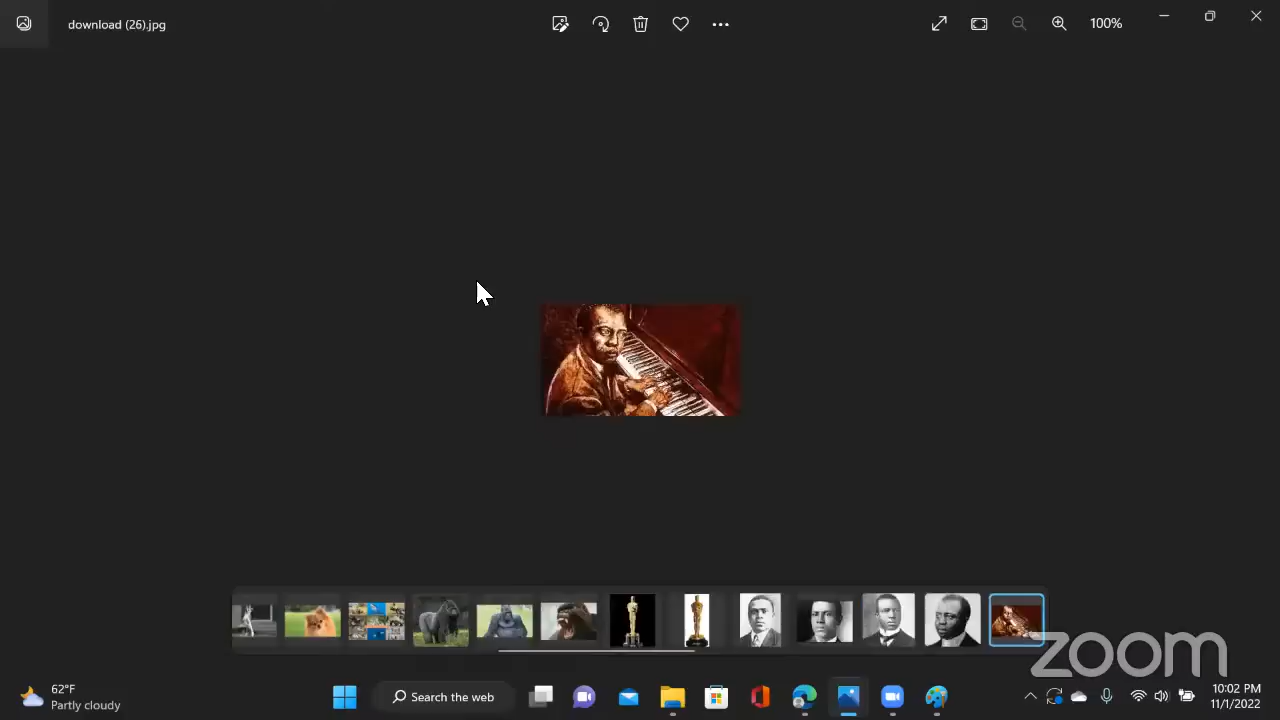 download (26).jpg
100%
zoom
62°F
Partly cloudy
Search the web
10:02 PM
11/1/2022